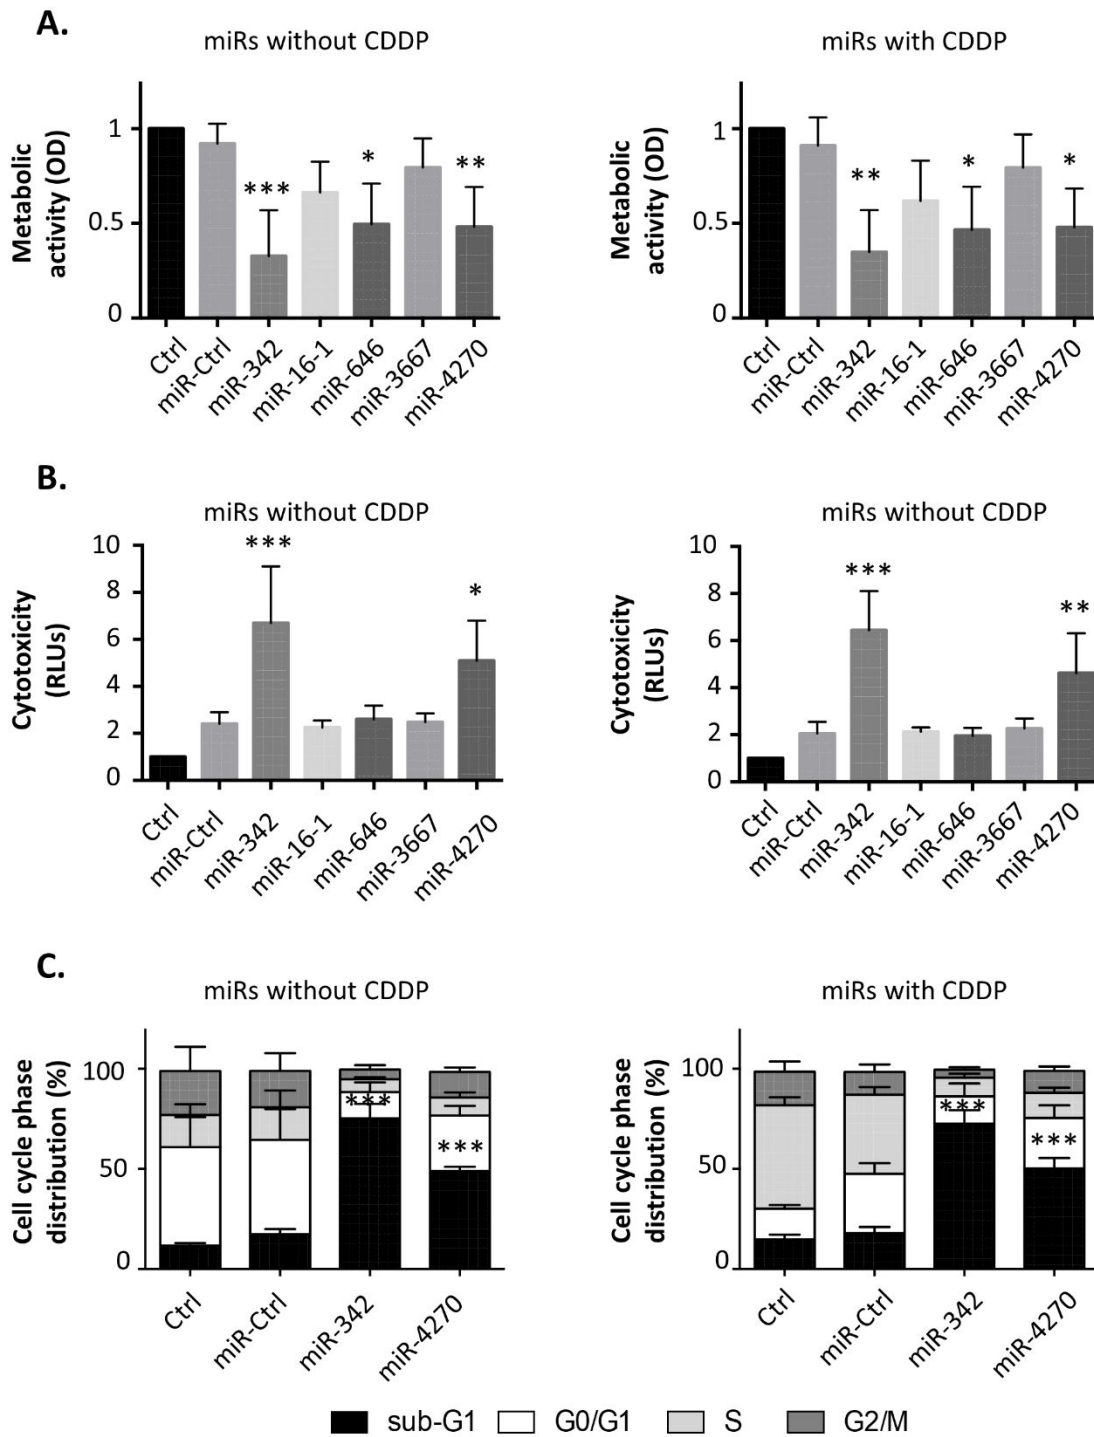 A.
miRs without CDDP
Metabolic
activity (OD)
1
0.5
0
***
*
**
Ctrl
miR-Ctrl
miR-342
miR-16-1
miR-646
miR-3667
miR-4270
miRs with CDDP
Metabolic
activity (OD)
1
0.5
0
**
*
*
Ctrl
miR-Ctrl
miR-342
miR-16-1
miR-646
miR-3667
miR-4270
B.
miRs without CDDP
Cytotoxicity
(RLUs)
10
8
6
4
2
0
***
*
Ctrl
miR-Ctrl
miR-342
miR-16-1
miR-646
miR-3667
miR-4270
miRs without CDDP
Cytotoxicity
(RLUs)
10
8
6
4
2
0
***
**
Ctrl
miR-Ctrl
miR-342
miR-16-1
miR-646
miR-3667
miR-4270
C.
miRs without CDDP
Cell cycle phase
distribution (%)
100
50
0
***
***
Ctrl
miR-Ctrl
miR-342
miR-4270
miRs with CDDP
Cell cycle phase
distribution (%)
100
50
0
***
***
Ctrl
miR-Ctrl
miR-342
miR-4270
sub-G1
G0/G1
S
G2/M